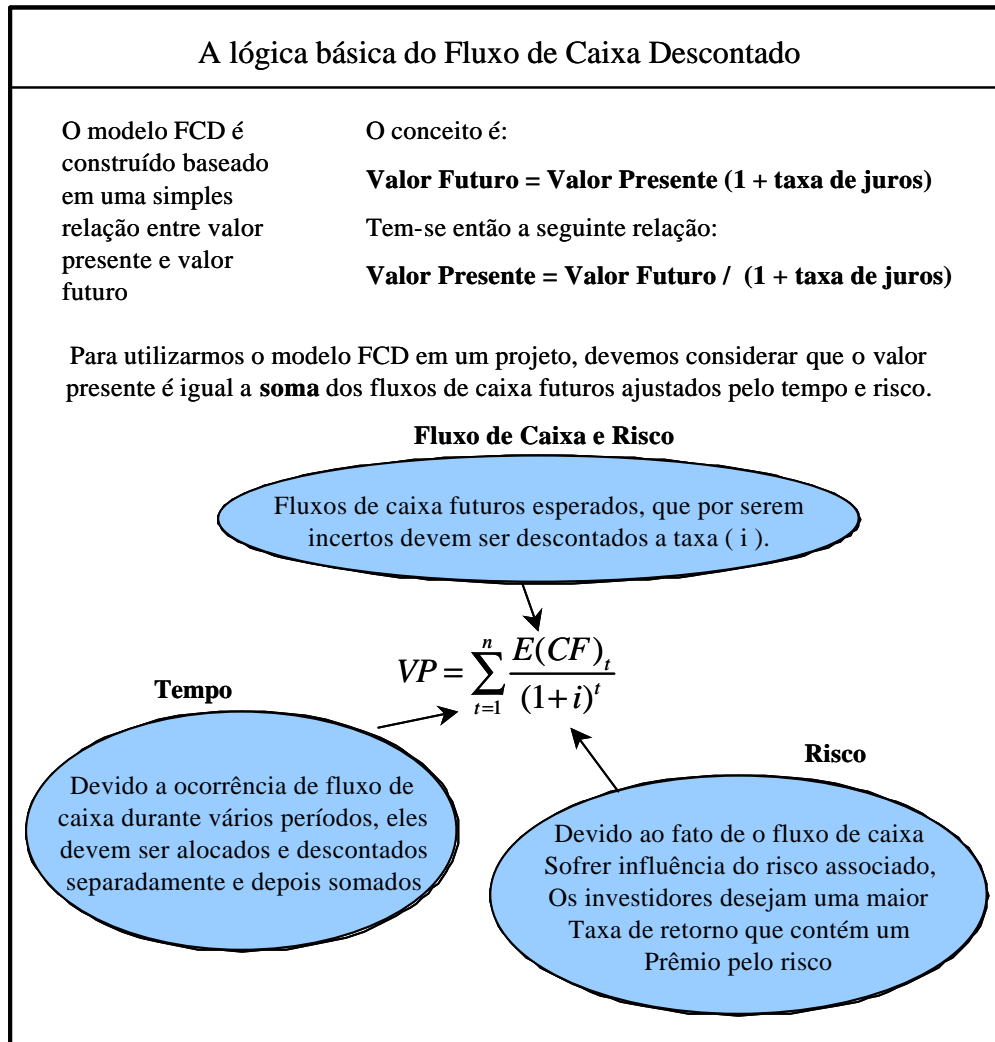 A lógica básica do Fluxo de Caixa Descontado
O modelo FCD é
construído baseado
em uma simples
relação entre valor
presente e valor
futuro
O conceito é:
Valor Futuro = Valor Presente (1 + taxa de juros)
Tem-se então a seguinte relação:
Valor Presente = Valor Futuro / (1 + taxa de juros)
Para utilizarmos o modelo FCD em um projeto, devemos considerar que o valor
presente é igual a soma dos fluxos de caixa futuros ajustados pelo tempo e risco.
Fluxo de Caixa e Risco
Fluxos de caixa futuros esperados, que por serem
incertos devem ser descontados a taxa ( i ).
VP = \sum_{t=1}^{n} \frac{E(CF)_t}{(1+i)^t}
Tempo
Devido a ocorrência de fluxo de
caixa durante vários períodos, eles
devem ser alocados e descontados
separadamente e depois somados
Risco
Devido ao fato de o fluxo de caixa
Sofrer influência do risco associado,
Os investidores desejam uma maior
Taxa de retorno que contém um
Prêmio pelo risco